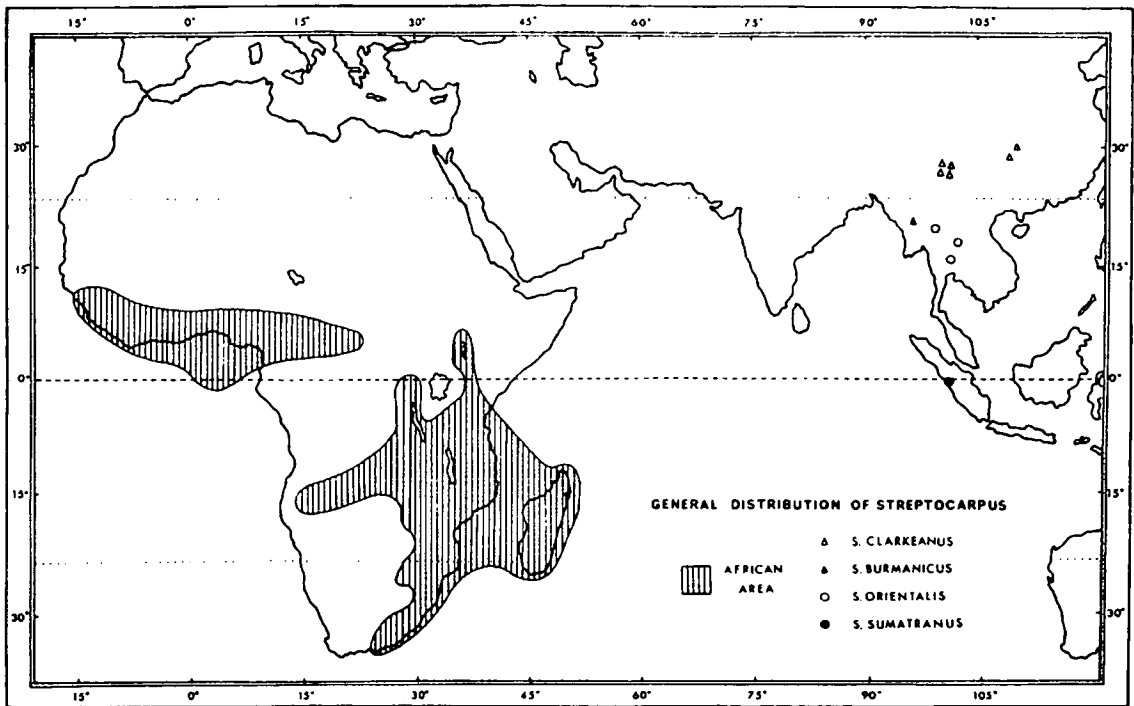 15° 0° 15° 30° 45° 60° 75° 90° 105°
30° 30°
15° 15°
0° 0°
15° 15°
GENERAL DISTRIBUTION OF STREPTOCARPUS
S. CLARKEANUS
S. BURMANICUS
AFRICAN
AREA
S. ORIENTALIS
S. SUMATRANUS
30° 30°
15° 0° 15° 30° 45° 60° 75° 90° 105°